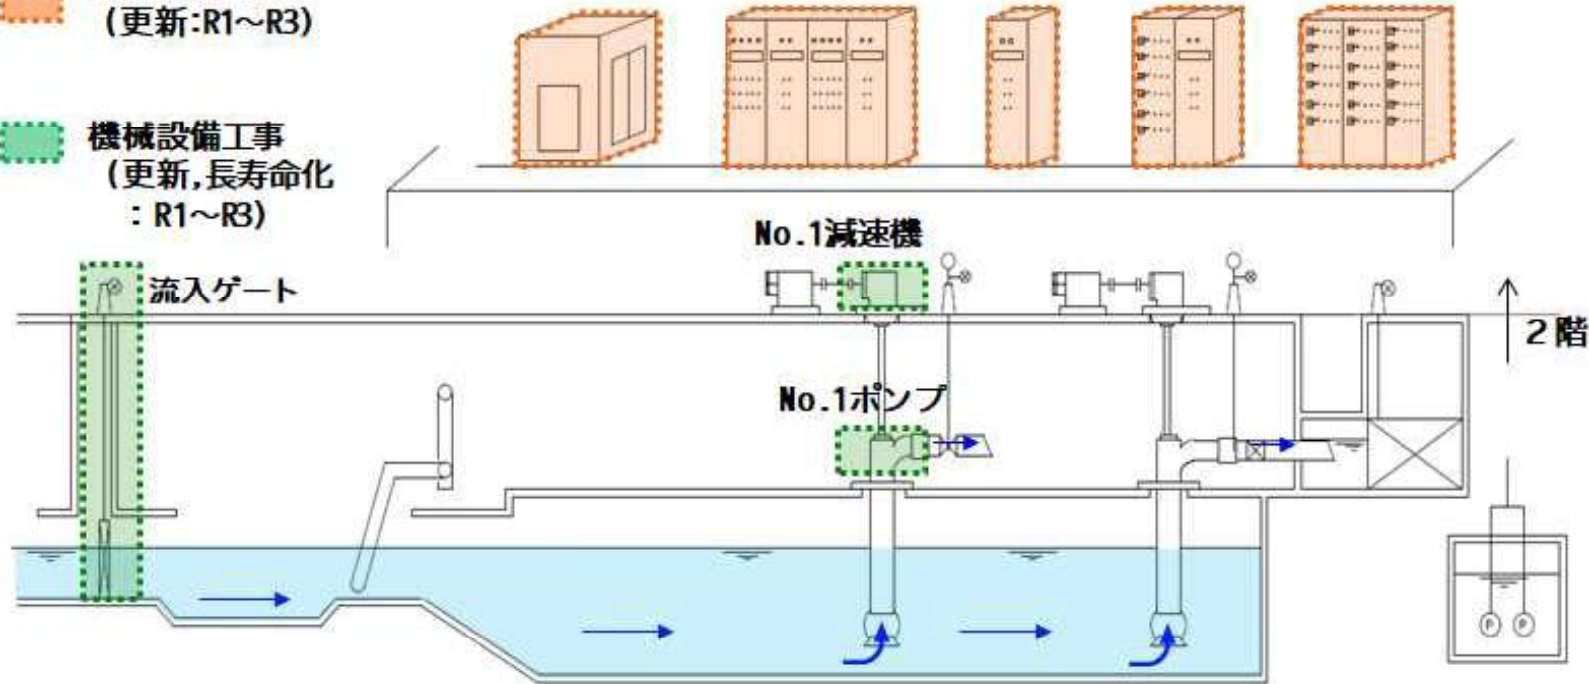 （更新:R1～R3）
機械設備工事
（更新,長寿命化
：R1～R3）
No.1減速機
流入ゲート
2階
No.1ポンプ
P P